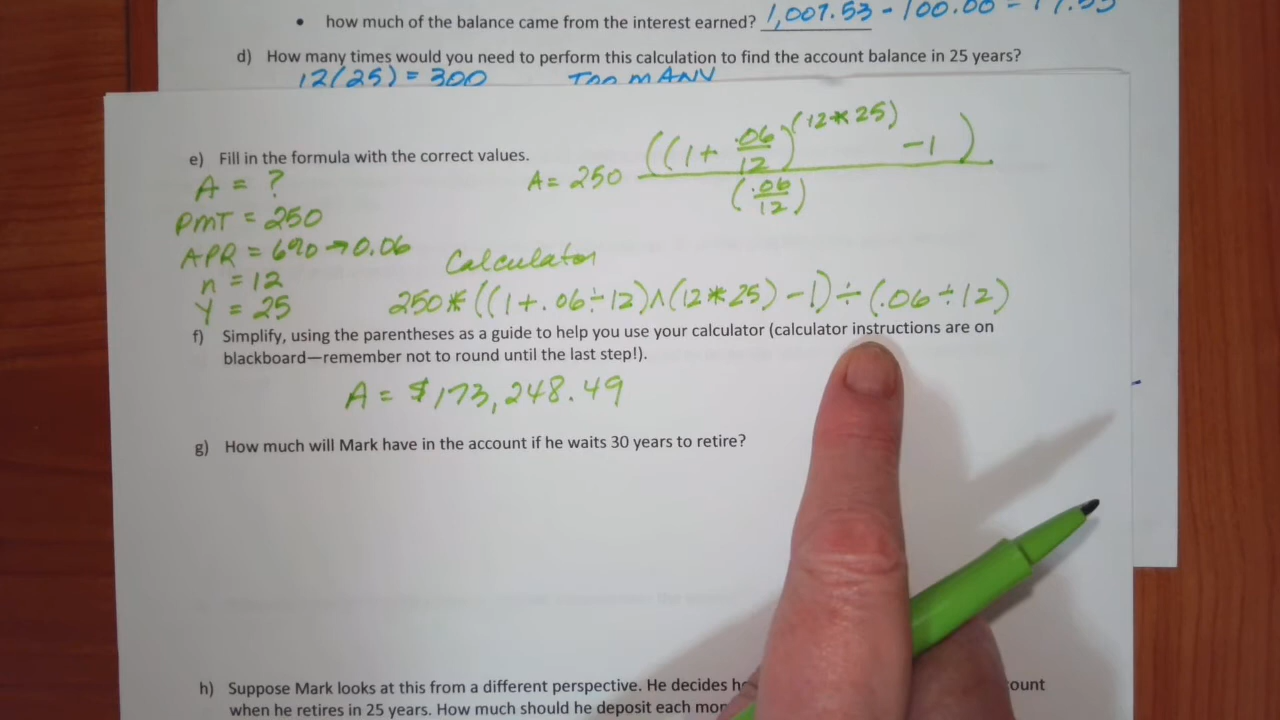 • how much of the balance came from the interest earned? 1,007.53 - 100.00 =
d) How many times would you need to perform this calculation to find the account balance in 25 years?
12(25) = 300 TOO MANY
e) Fill in the formula with the correct values.
A = 250 ((1+ .06/12)^(12*25) -1) / (.06/12)
A = ?
PMT = 250
APR = 6% → 0.06
Calculator
n = 12
Y = 25
250*((1+.06÷12)^(12*25)-1)÷(.06÷12)
f) Simplify, using the parentheses as a guide to help you use your calculator (calculator instructions are on
blackboard—remember not to round until the last step!).
A = $173,248.49
g) How much will Mark have in the account if he waits 30 years to retire?
h) Suppose Mark looks at this from a different perspective. He decides
when he retires in 25 years. How much should he deposit each